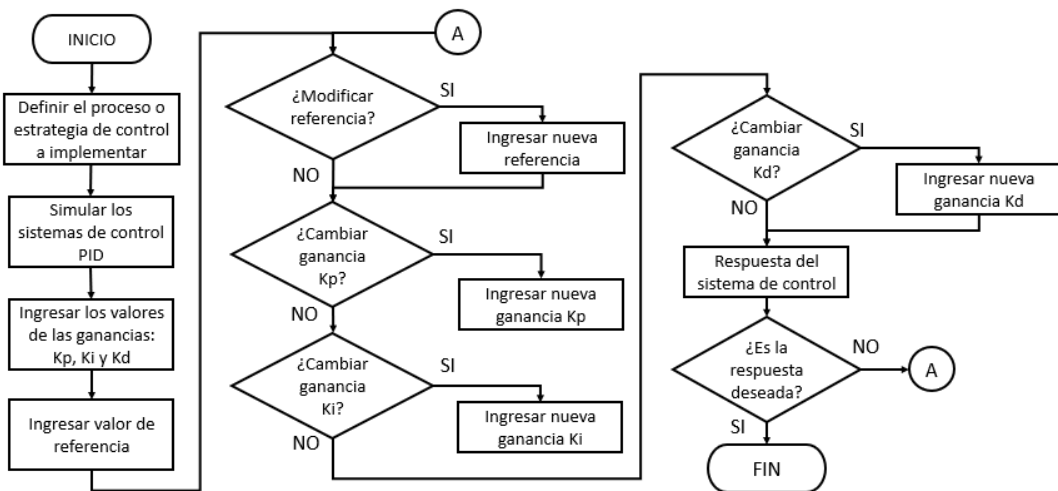 INICIO
Definir el proceso o
estrategia de control
a implementar
Simular los
sistemas de control
PID
Ingresar los valores
de las ganancias:
Kp, Ki y Kd
Ingresar valor de
referencia
A
¿Modificar
referencia?
SI
Ingresar nueva
referencia
NO
¿Cambiar
ganancia
Kp?
SI
Ingresar nueva
ganancia Kp
NO
¿Cambiar
ganancia
Ki?
SI
Ingresar nueva
ganancia Ki
NO
¿Cambiar
ganancia
Kd?
SI
Ingresar nueva
ganancia Kd
NO
Respuesta del
sistema de control
¿Es la
respuesta
deseada?
NO
A
SI
FIN